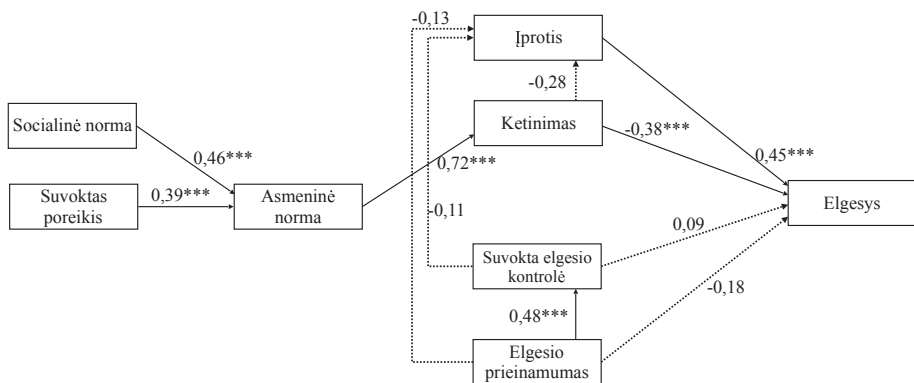 -0,13
Įprotis
-0,28
Socialinė norma
Ketinimas
0,46***
-0,38***
0,72***
0,45***
Suvoktas
poreikis
0,39***
Asmeninė
norma
Elgesys
-0,11
0,09
Suvokta elgesio
kontrolė
-0,18
0,48***
Elgesio
prieinamumas